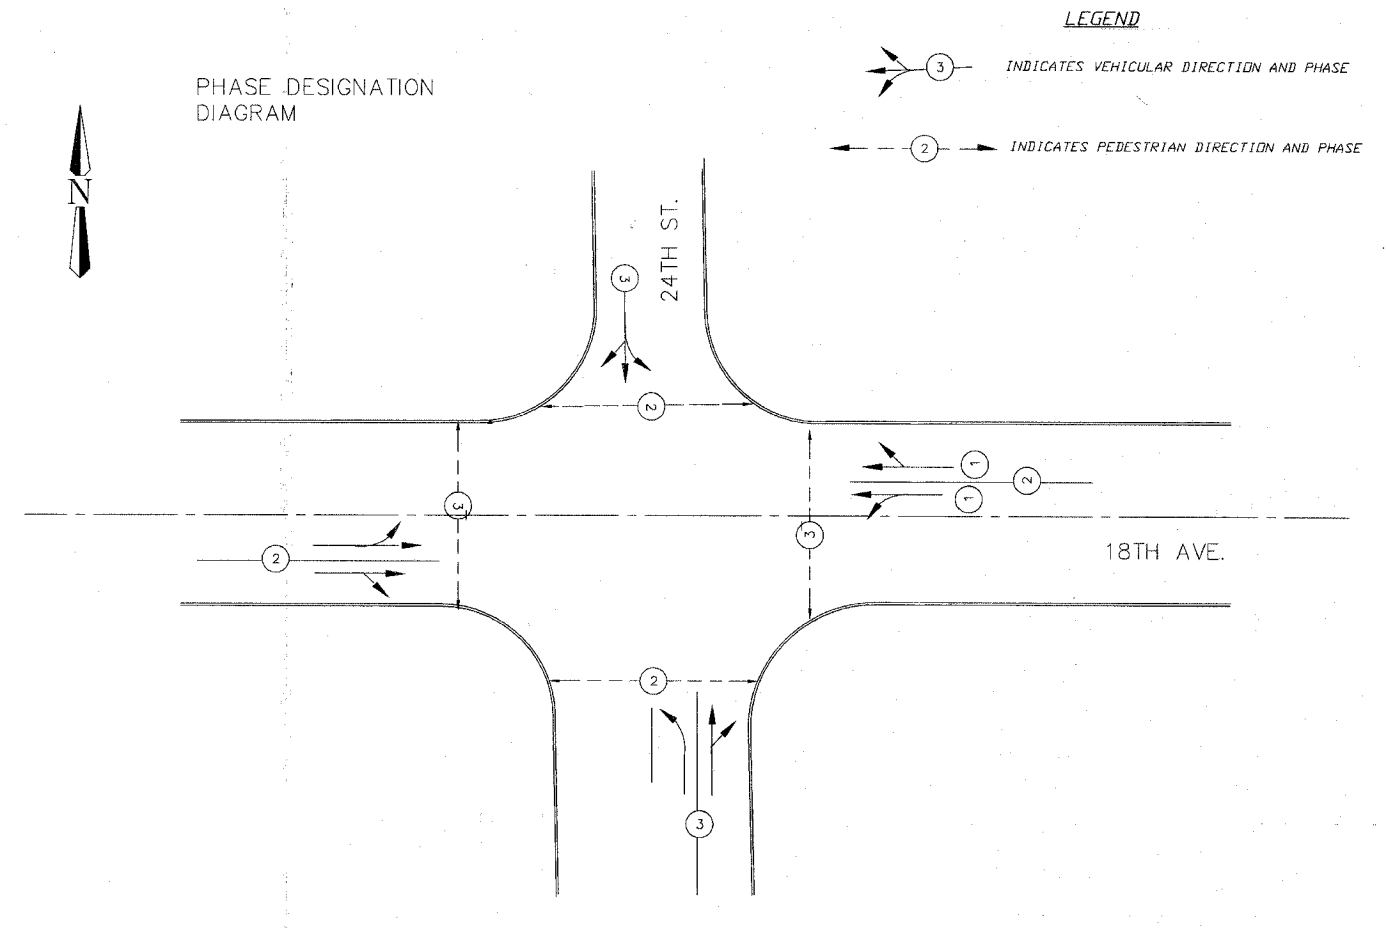 LEGEND
3 INDICATES VEHICULAR DIRECTION AND PHASE
PHASE DESIGNATION
DIAGRAM
2 INDICATES PEDESTRIAN DIRECTION AND PHASE
N
24TH ST.
3
2
1
2
1
3
3
18TH AVE.
2
2
3